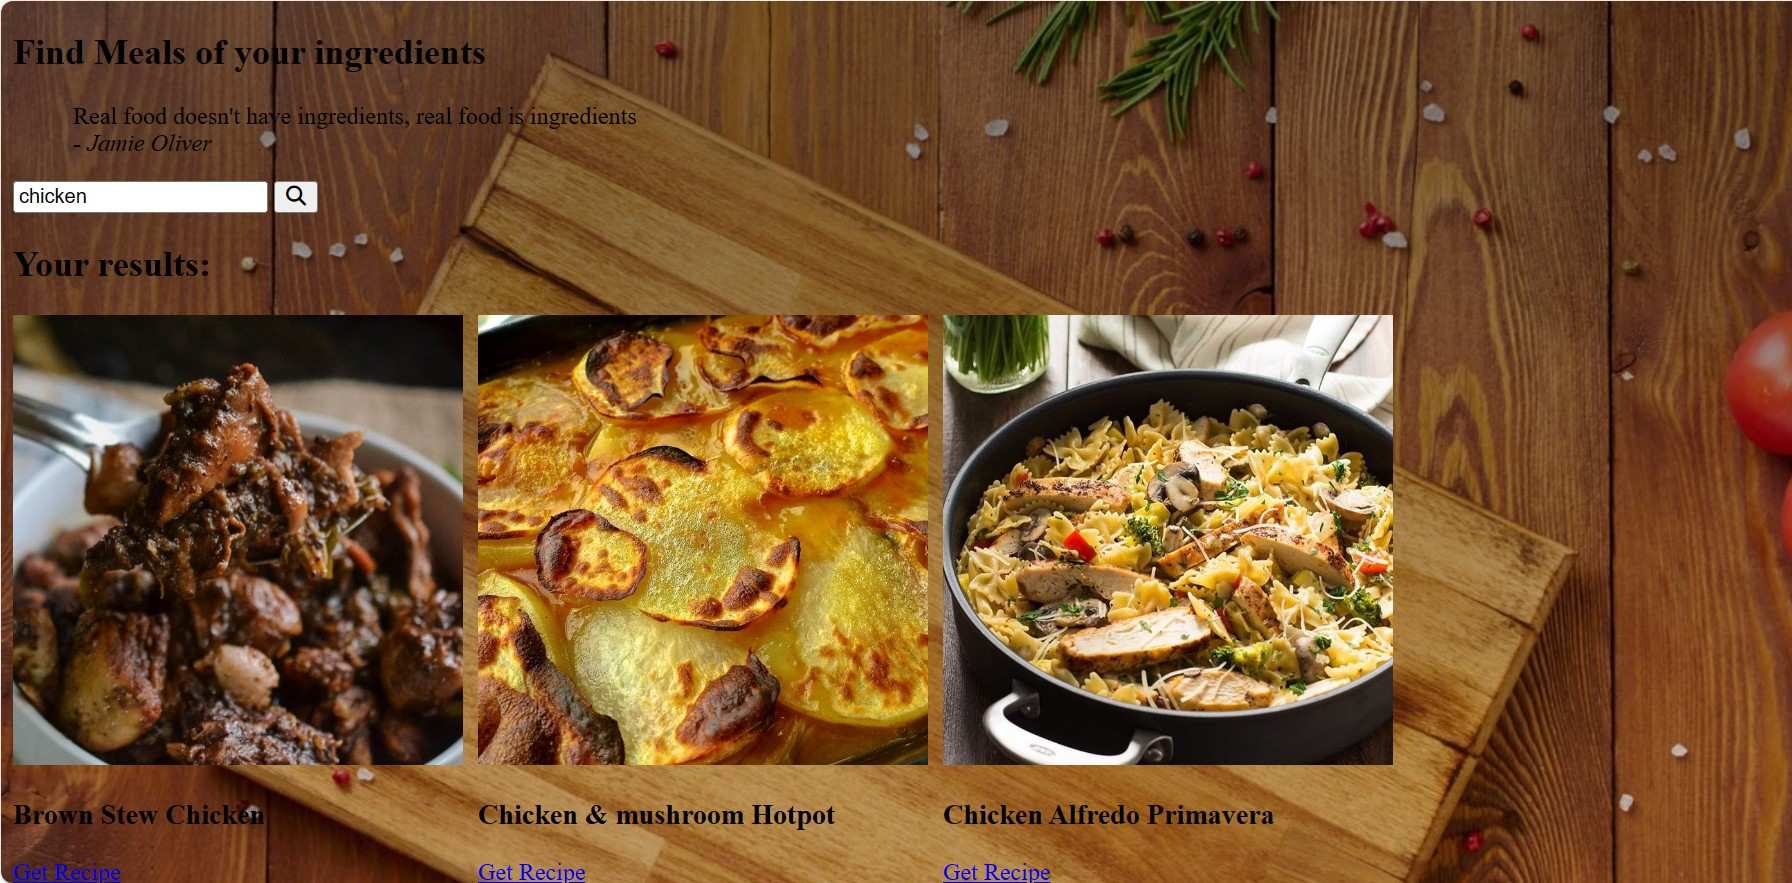 Find Meals of your ingredients
Real food doesn't have ingredients, real food is ingredients
- Jamie Oliver
chicken
Your results:
Brown Stew Chicken
Chicken & mushroom Hotpot
Chicken Alfredo Primavera
Get Recipe
Get Recipe
Get Recipe